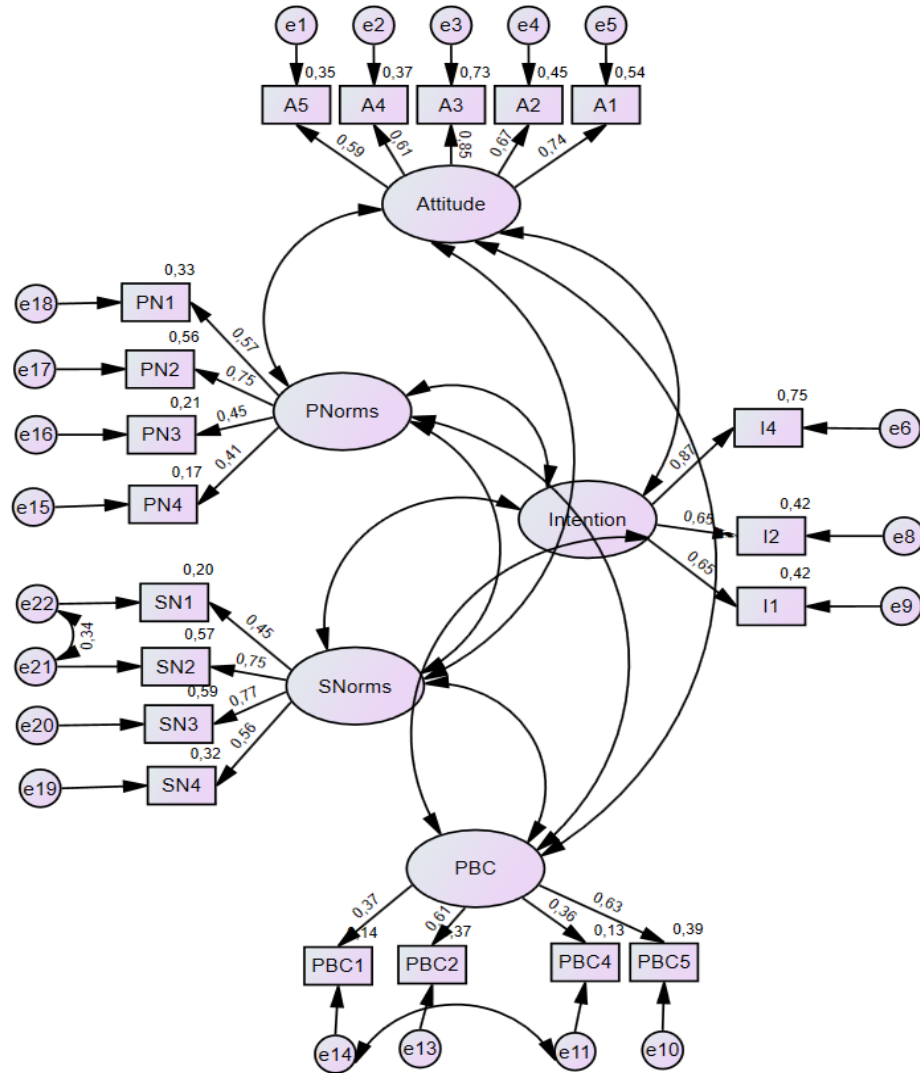 e1 e2 e3 e4 e5
0,35 0,37 0,73 0,45 0,54
A5 A4 A3 A2 A1
0,59 0,61 0,85 0,67 0,74
Attitude
0,33
e18 PN1
0,57
0,56
e17 PN2
0,75
PNorms
0,21
e16 PN3
0,45
0,41
0,17
e15 PN4
0,75
I4 e6
0,87
Intention
0,42
0,65
I2 e8
0,42
0,65
I1 e9
0,20
e22 SN1
0,45
0,34
0,57
e21 SN2
0,75
SNorms
0,59
e20 SN3
0,77
0,56
0,32
e19 SN4
PBC
0,37 0,61 0,36 0,63
0,14 0,37 0,13 0,39
PBC1 PBC2 PBC4 PBC5
e14 e13 e11 e10